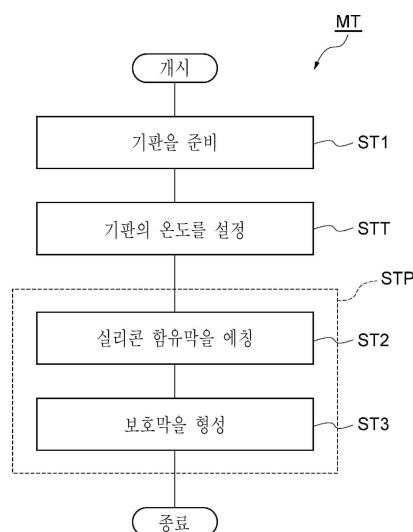 MT
개시
기판을 준비
ST1
기판의 온도를 설정
STT
STP
실리콘 함유막을 에칭
ST2
보호막을 형성
ST3
종료